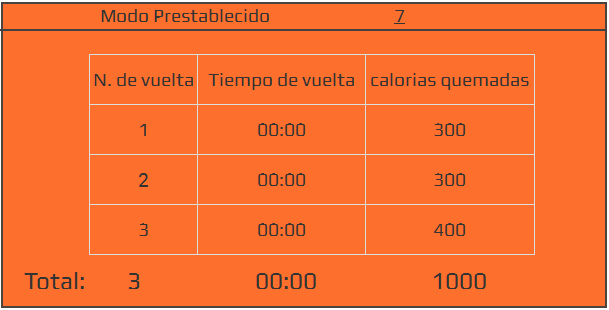 Modo Prestablecido 7
N. de vuelta Tiempo de vuelta calorias quemadas
1 00:00 300
2 00:00 300
3 00:00 400
Total: 3 00:00 1000